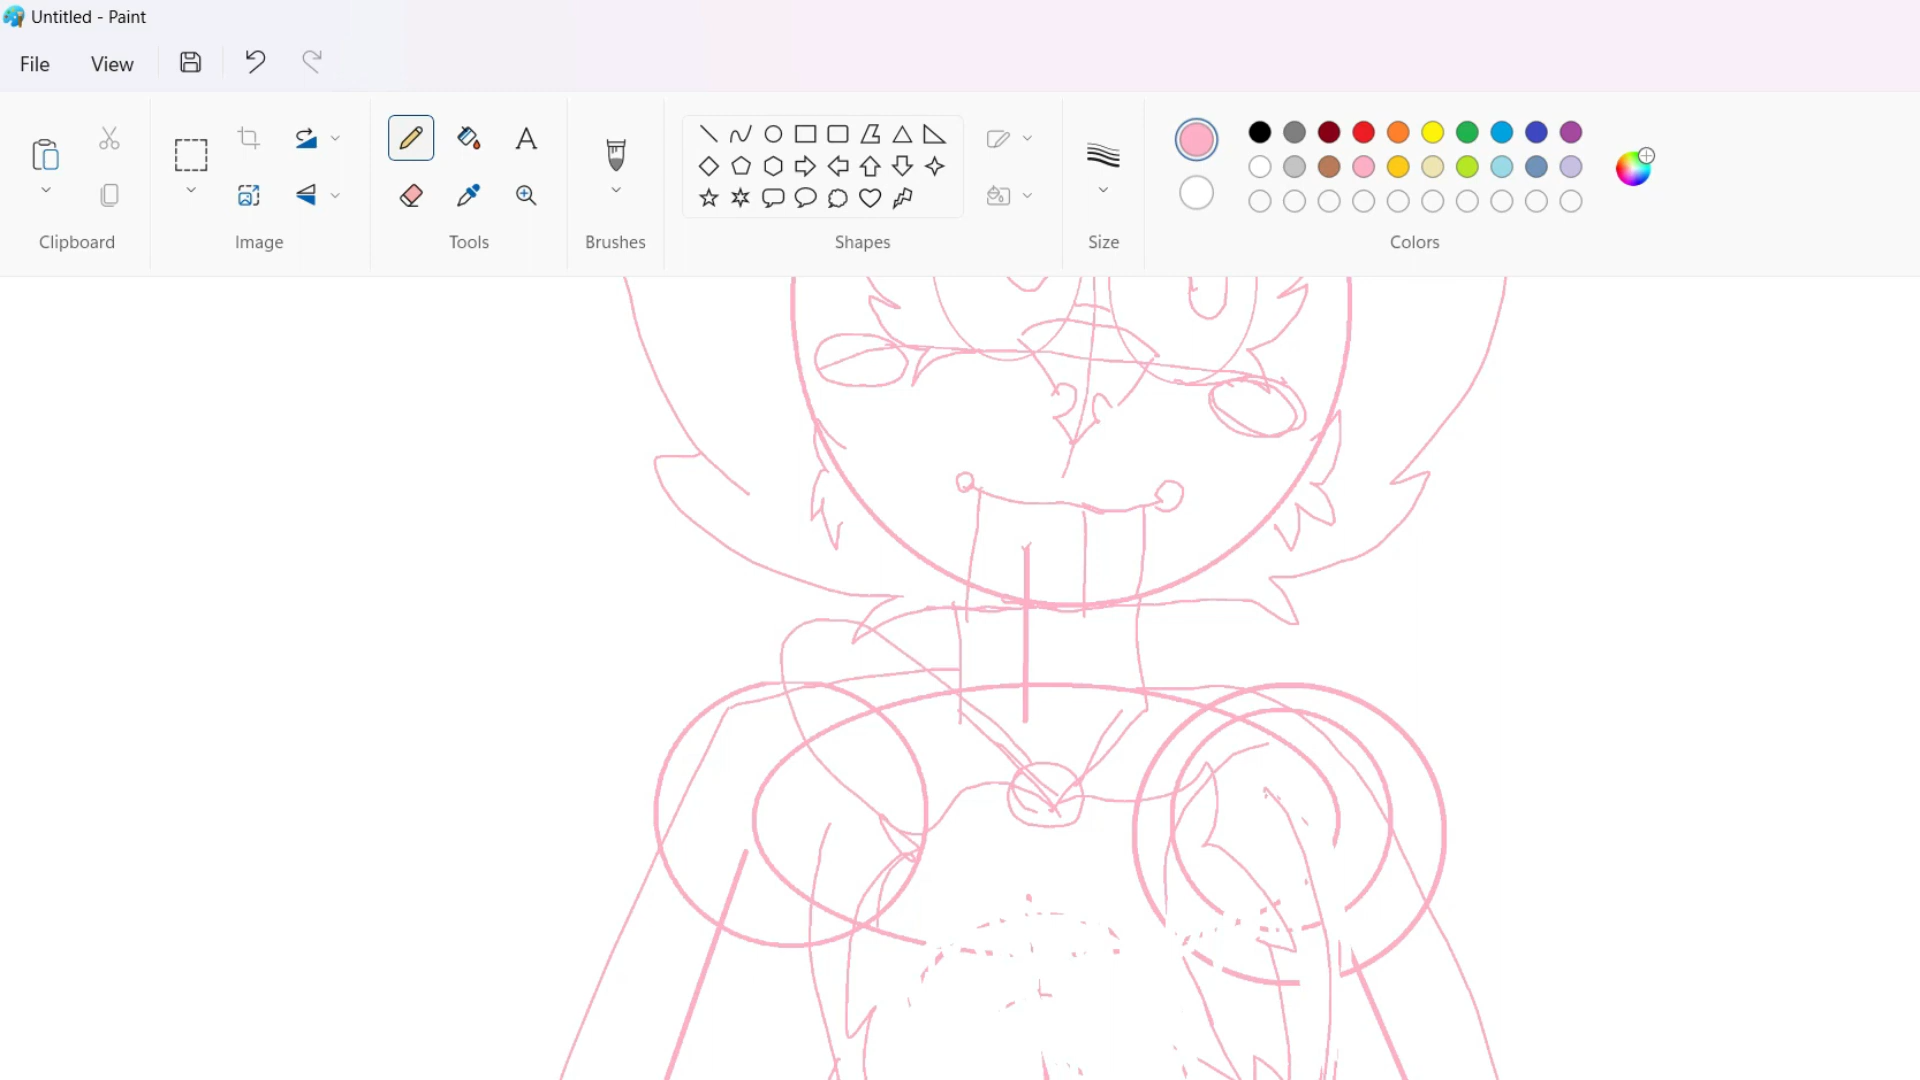 Untitled - Paint
File View
Clipboard Image Tools Brushes Shapes Size Colors